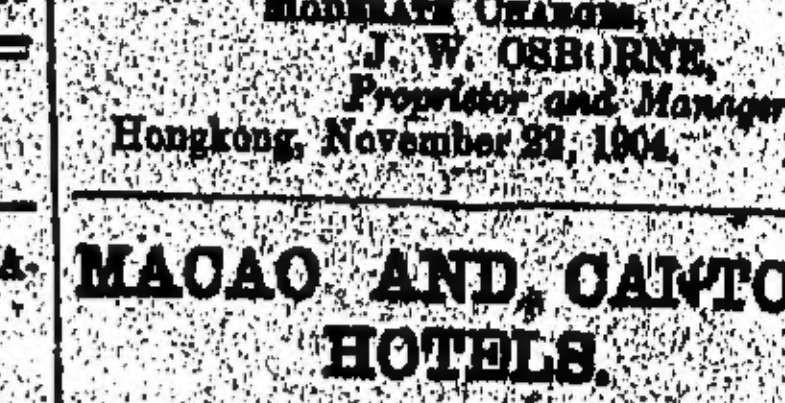 MODERATE CHARGES.
J. W. OSBORNE,
Proprietor and Manager
Hongkong, November 22, 1904.
A.
MACAO AND CANTO
HOTELS.